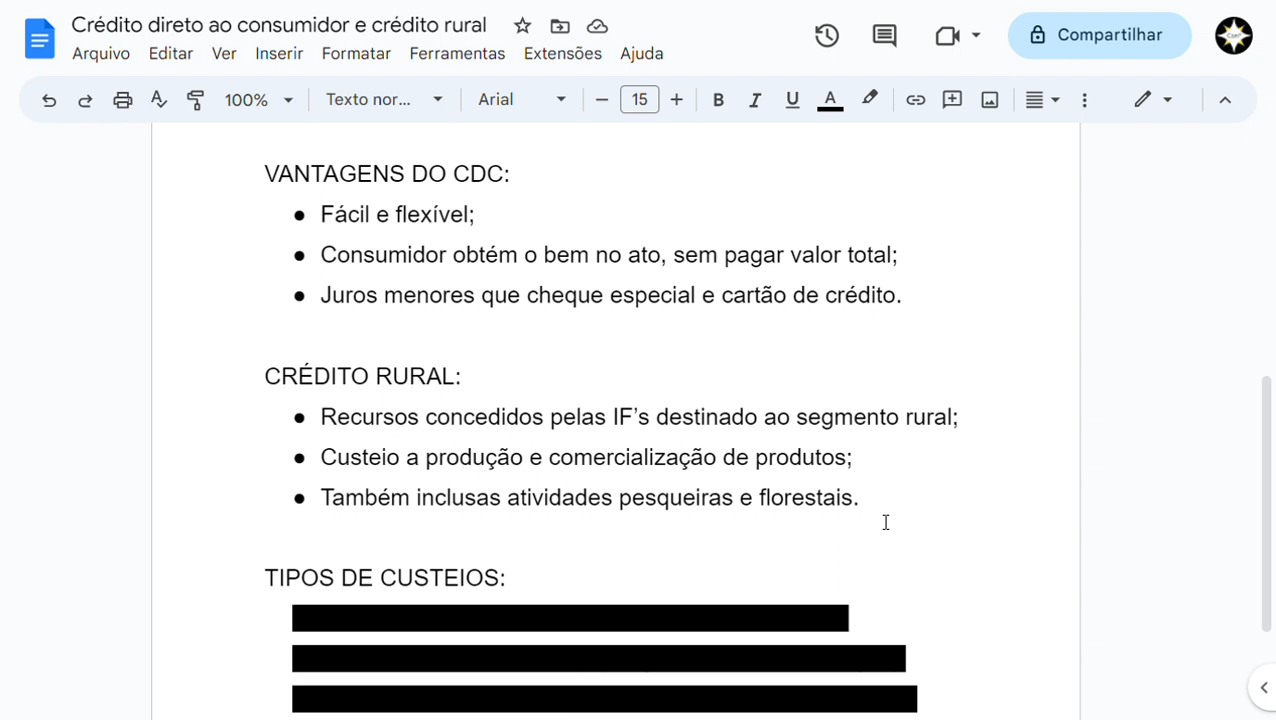 Crédito direto ao consumidor e crédito rural
Arquivo Editar Ver Inserir Formatar Ferramentas Extensões Ajuda
Compartilhar
100% Texto nor... Arial 15 B I U A
VANTAGENS DO CDC:
● Fácil e flexível;
● Consumidor obtém o bem no ato, sem pagar valor total;
● Juros menores que cheque especial e cartão de crédito.
CRÉDITO RURAL:
● Recursos concedidos pelas IF’s destinado ao segmento rural;
● Custeio a produção e comercialização de produtos;
● Também inclusas atividades pesqueiras e florestais.
TIPOS DE CUSTEIOS: